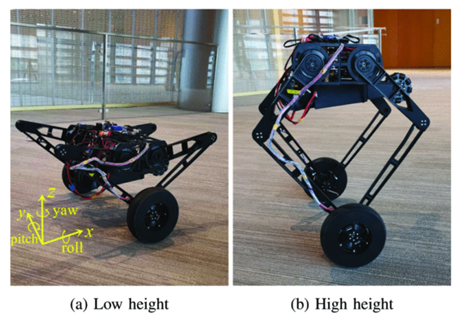 z
yaw
y
pitch
x
roll
(a) Low height
(b) High height